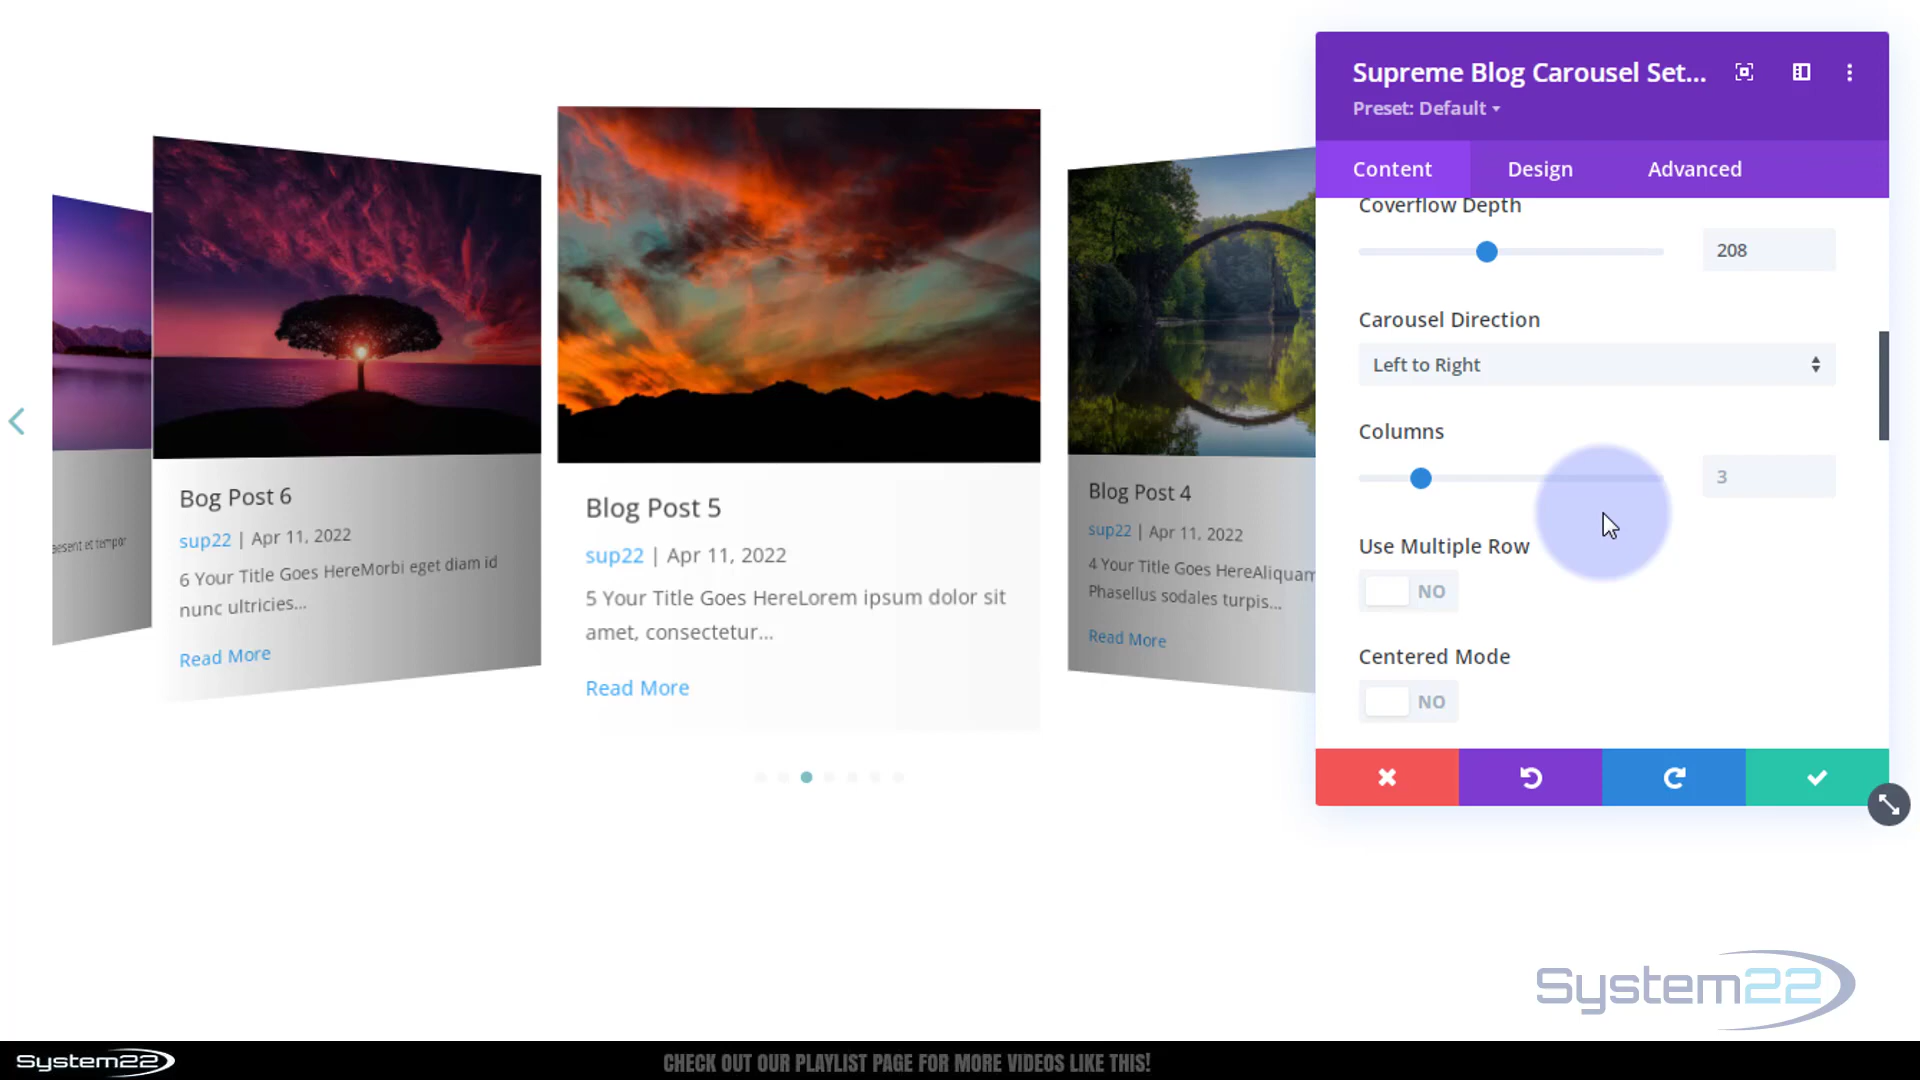 Supreme Blog Carousel Set...
Preset: Default
Content
Design
Advanced
Coverflow Depth
208
Carousel Direction
Left to Right
Columns
3
Use Multiple Row
NO
Centered Mode
NO
aesent et tempor
Bog Post 6
sup22 | Apr 11, 2022
6 Your Title Goes HereMorbi eget diam id
nunc ultricies...
Read More
Blog Post 5
sup22 | Apr 11, 2022
5 Your Title Goes HereLorem ipsum dolor sit
amet, consectetur...
Read More
Blog Post 4
sup22 | Apr 11, 2022
4 Your Title Goes HereAliquam
Phasellus sodales turpis...
Read More
System22
System22
CHECK OUT OUR PLAYLIST PAGE FOR MORE VIDEOS LIKE THIS!